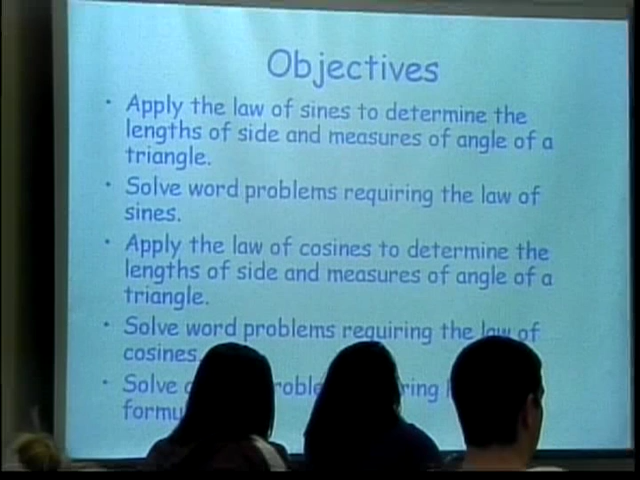 Objectives
• Apply the law of sines to determine the
lengths of side and measures of angle of a
triangle.
• Solve word problems requiring the law of
sines.
• Apply the law of cosines to determine the
lengths of side and measures of angle of a
triangle.
• Solve word problems requiring the law of
cosines.
• Solve